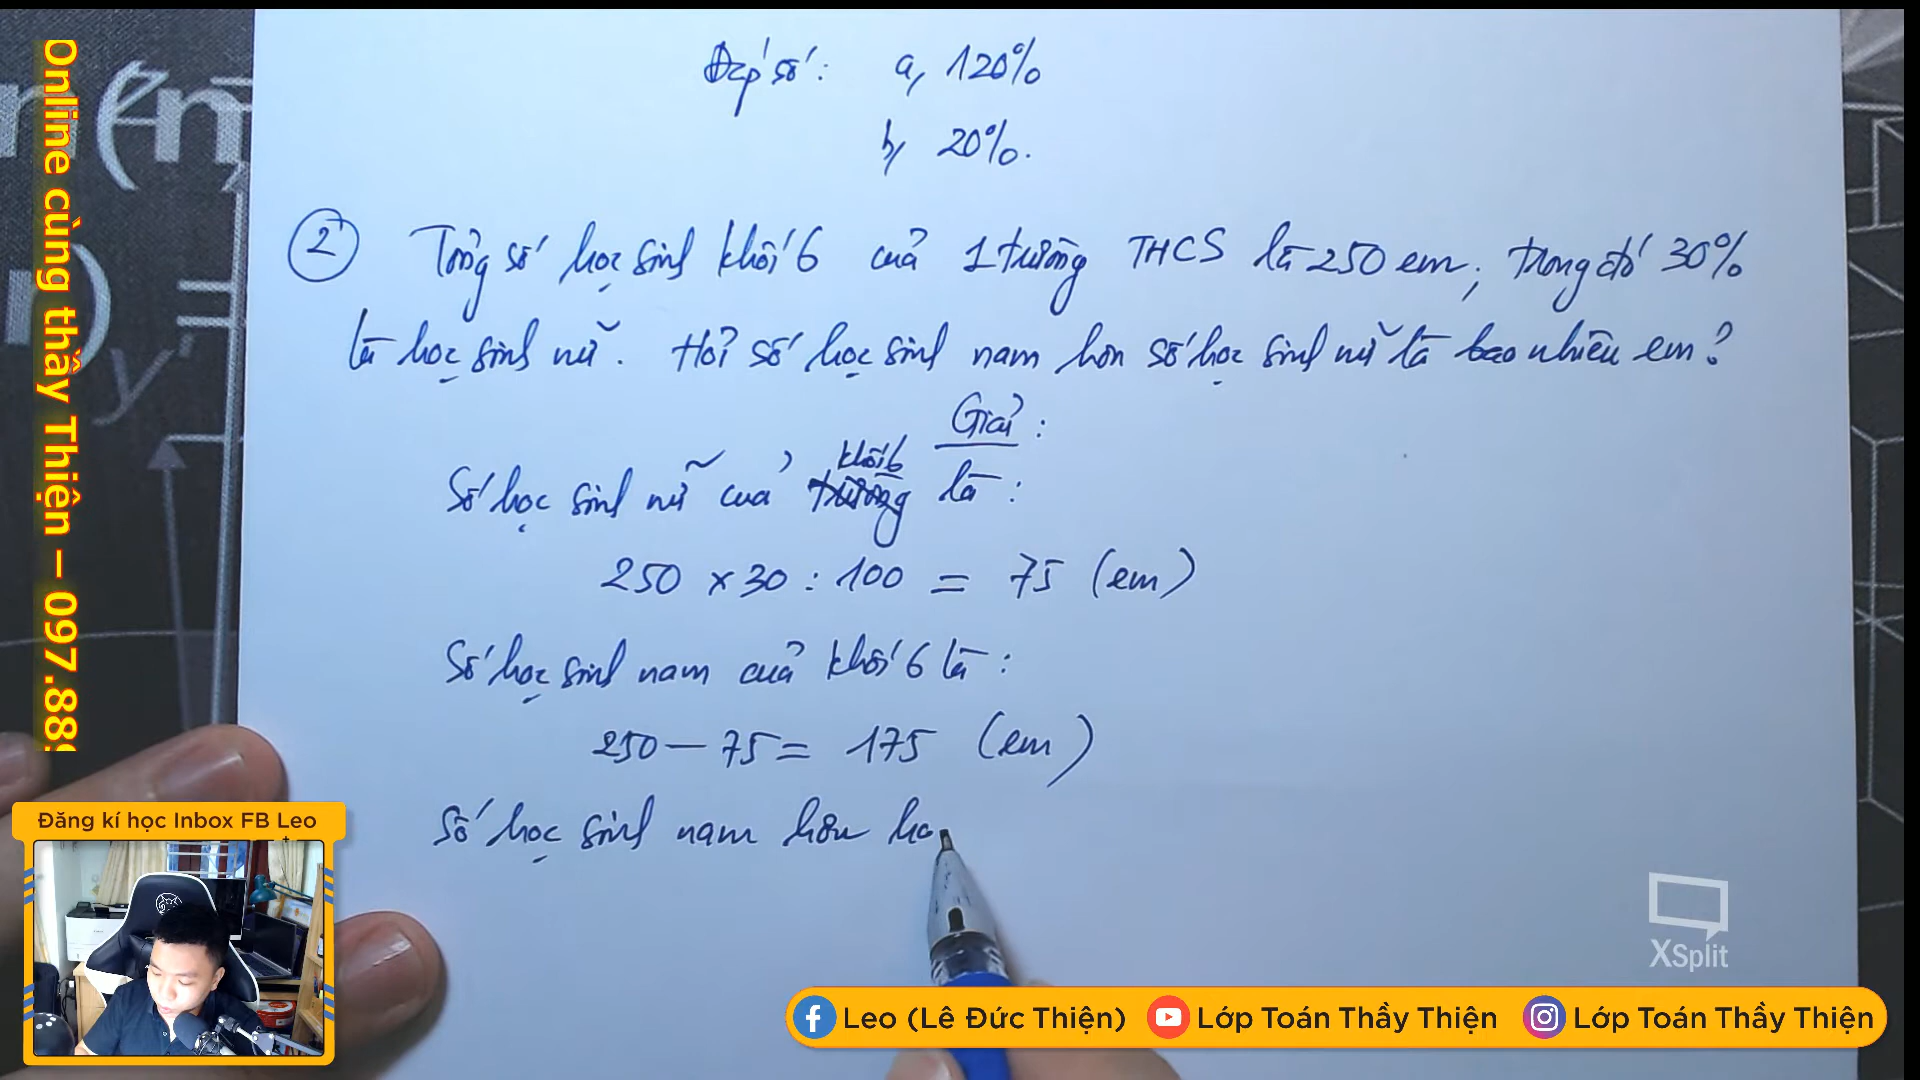 Đáp số: a, 120%
b, 20%.
2 Tổng số học sinh khối 6 của 1 trường THCS là 250 em, trong đó 30%
là học sinh nữ. Hỏi số học sinh nam hơn số học sinh nữ là bao nhiêu em?
Giải:
khối 6
Số học sinh nữ của trường là:
250 × 30 : 100 = 75 (em)
Số học sinh nam của khối 6 là:
250 — 75 = 175 (em)
Số học sinh nam hơn họ
Online cùng thầy Thiện – 097.889
Đăng kí học Inbox FB Leo
XSplit
Leo (Lê Đức Thiện) Lớp Toán Thầy Thiện Lớp Toán Thầy Thiện